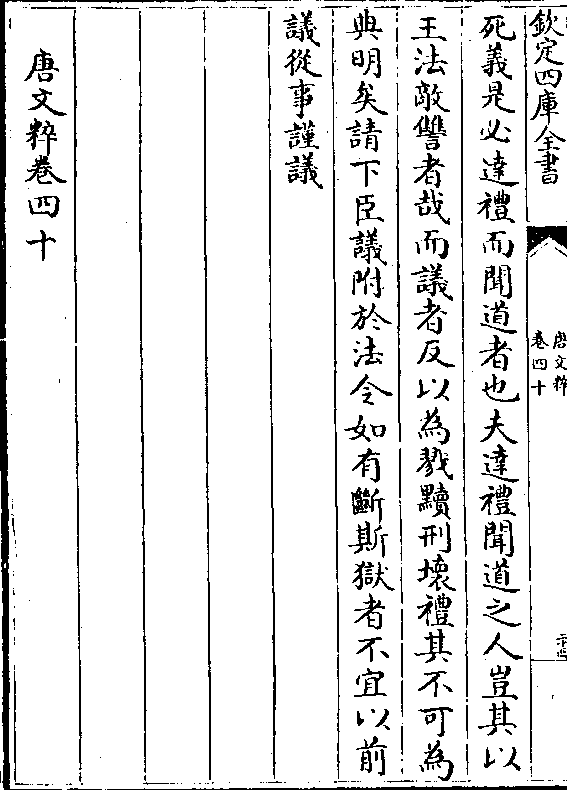 欽定四庫全書
唐文粹
卷四十
死義是必達禮而聞道者也夫達禮聞道之人豈其以
王法敵讐者哉而議者反以為戮黷刑壞禮其不可為
典明矣請下臣議附於法令如有斷斯獄者不宜以前
議從事謹議
唐文粹卷四十